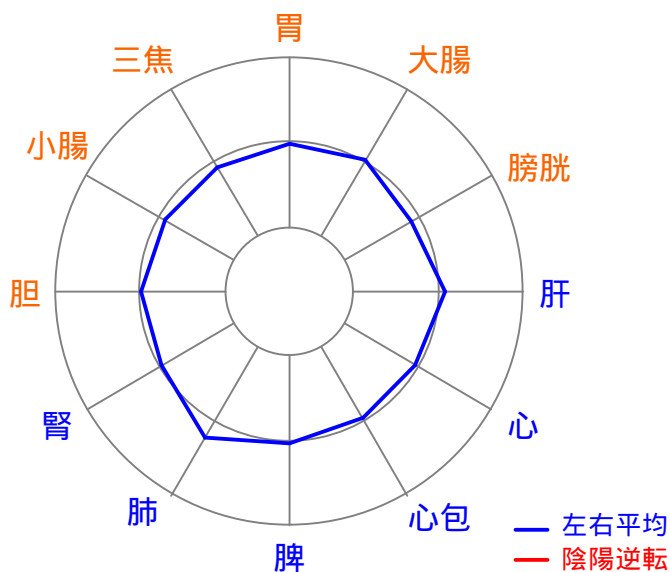 胃
大腸
膀胱
肝
心
心包
脾
肺
腎
胆
小腸
三焦
左右平均
陰陽逆転